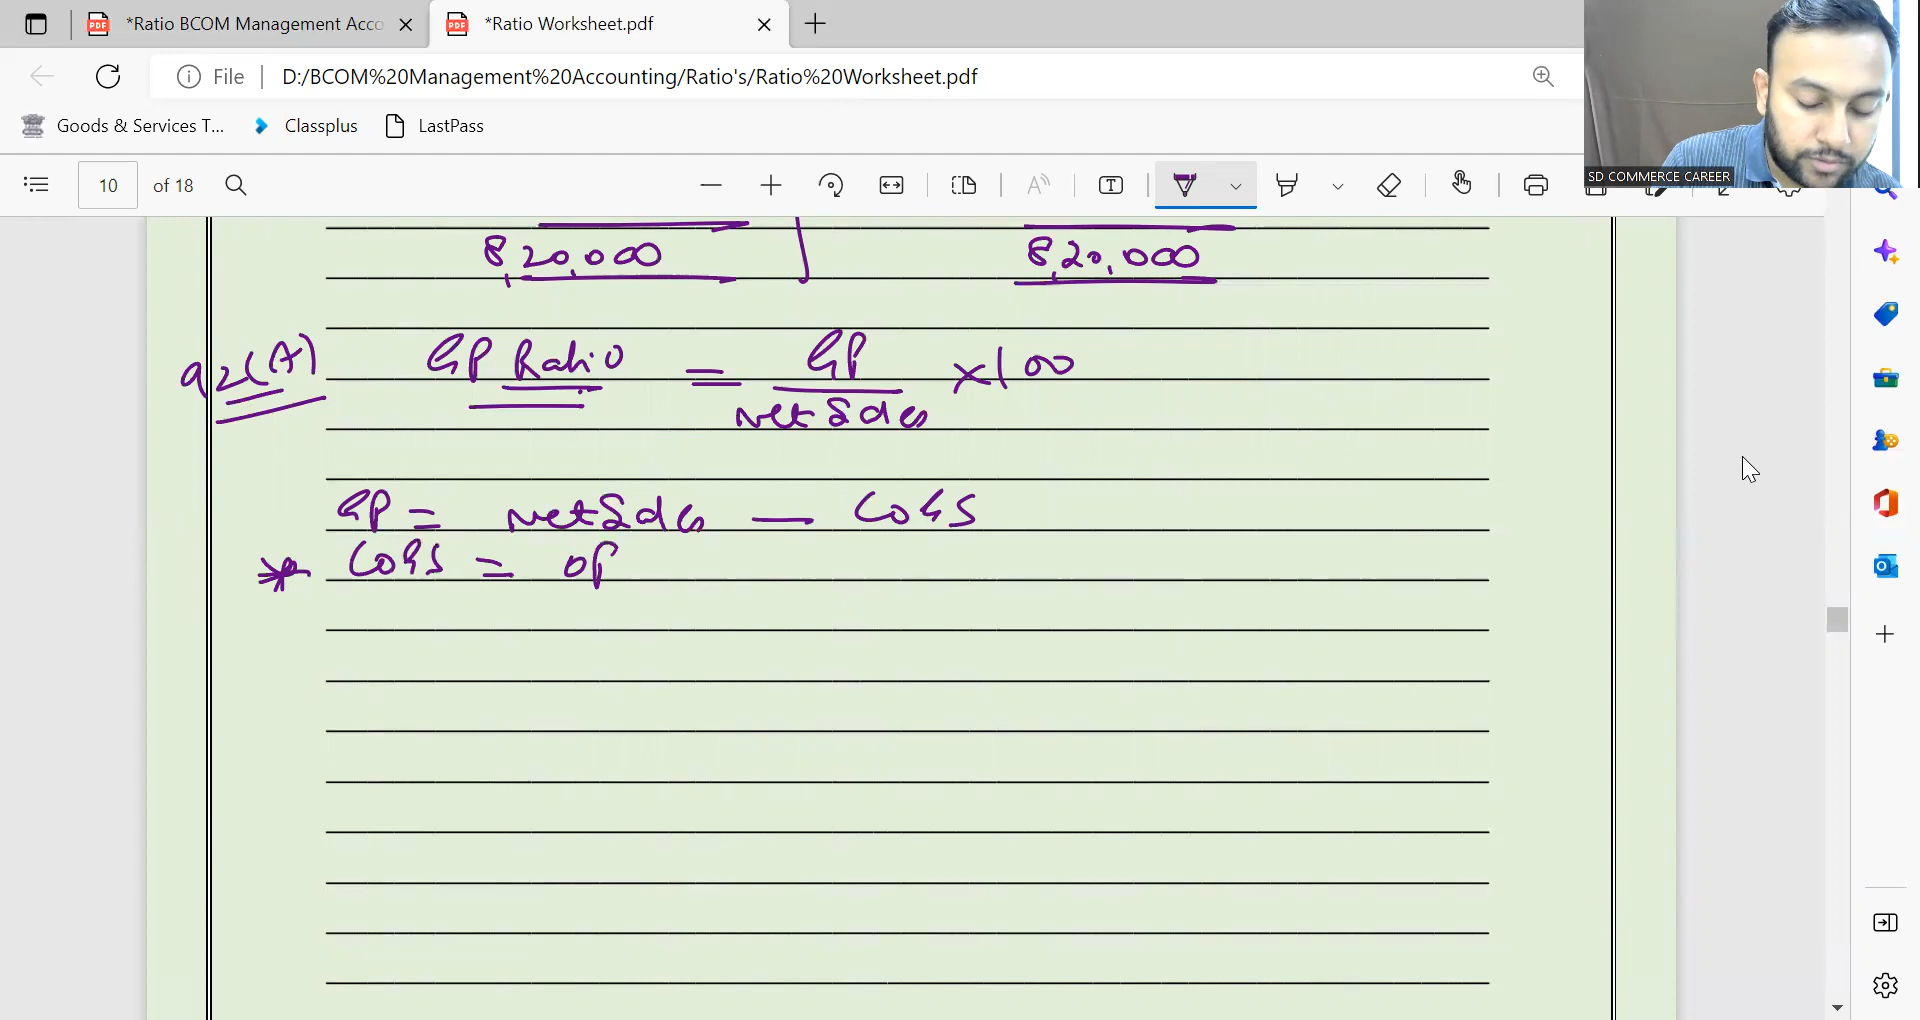 *Ratio BCOM Management Acco
*Ratio Worksheet.pdf
File
D:/BCOM%20Management%20Accounting/Ratio's/Ratio%20Worksheet.pdf
Goods & Services T...
Classplus
LastPass
SD COMMERCE CAREER
10 of 18
8,20,000 8,20,000
Q2(A) GP Ratio = GP × 100
Net Sales
GP = Net Sales — COGS
* COGS = OP